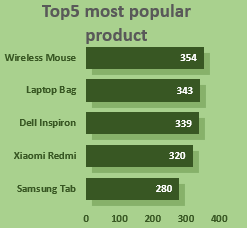 Top5 most popular
product
Wireless Mouse 354
Laptop Bag 343
Dell Inspiron 339
Xiaomi Redmi 320
Samsung Tab 280
0 100 200 300 400